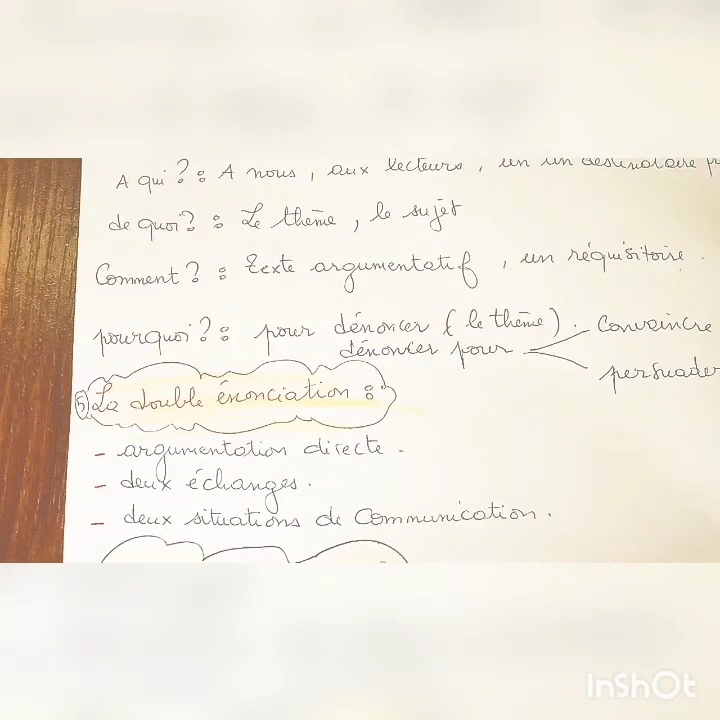 A qui ? : A nous, aux lecteurs, un un destinataire
de quoi ? : Le thème, le sujet
Comment ? : texte argumentatif, un réquisitoire.
pourquoi ? : pour dénoncer (le thème). Convaincre
dénoncer pour
persuader
5) La double énonciation :
- argumentation directe.
- deux échanges.
- deux situations de Communication.
InShOt